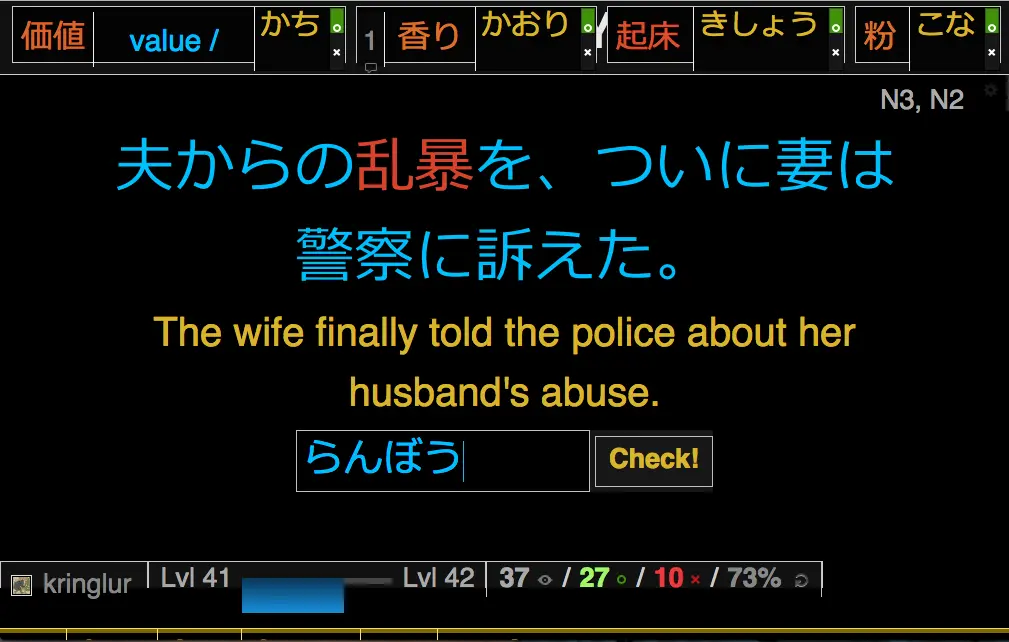 価値 value / かち 1 香り かおり 起床 きしょう 粉 こな
N3, N2
夫からの乱暴を、ついに妻は
警察に訴えた。
The wife finally told the police about her
husband's abuse.
らんぼう Check!
kringlur Lvl 41 Lvl 42 37 / 27 / 10 / 73%